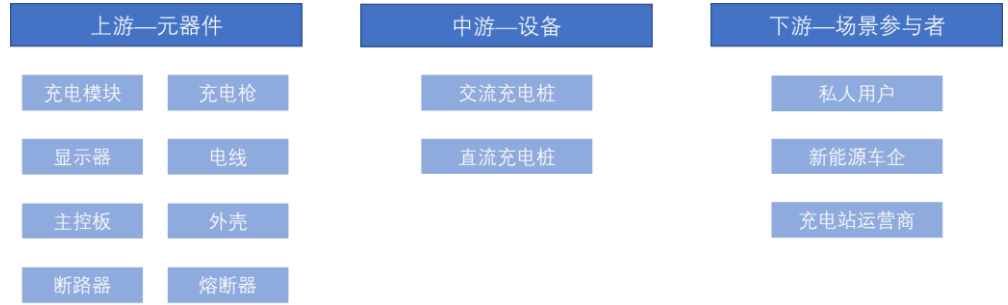 上游—元器件
充电模块 充电枪
显示器 电线
主控板 外壳
断路器 熔断器
中游—设备
交流充电桩
直流充电桩
下游—场景参与者
私人用户
新能源车企
充电站运营商